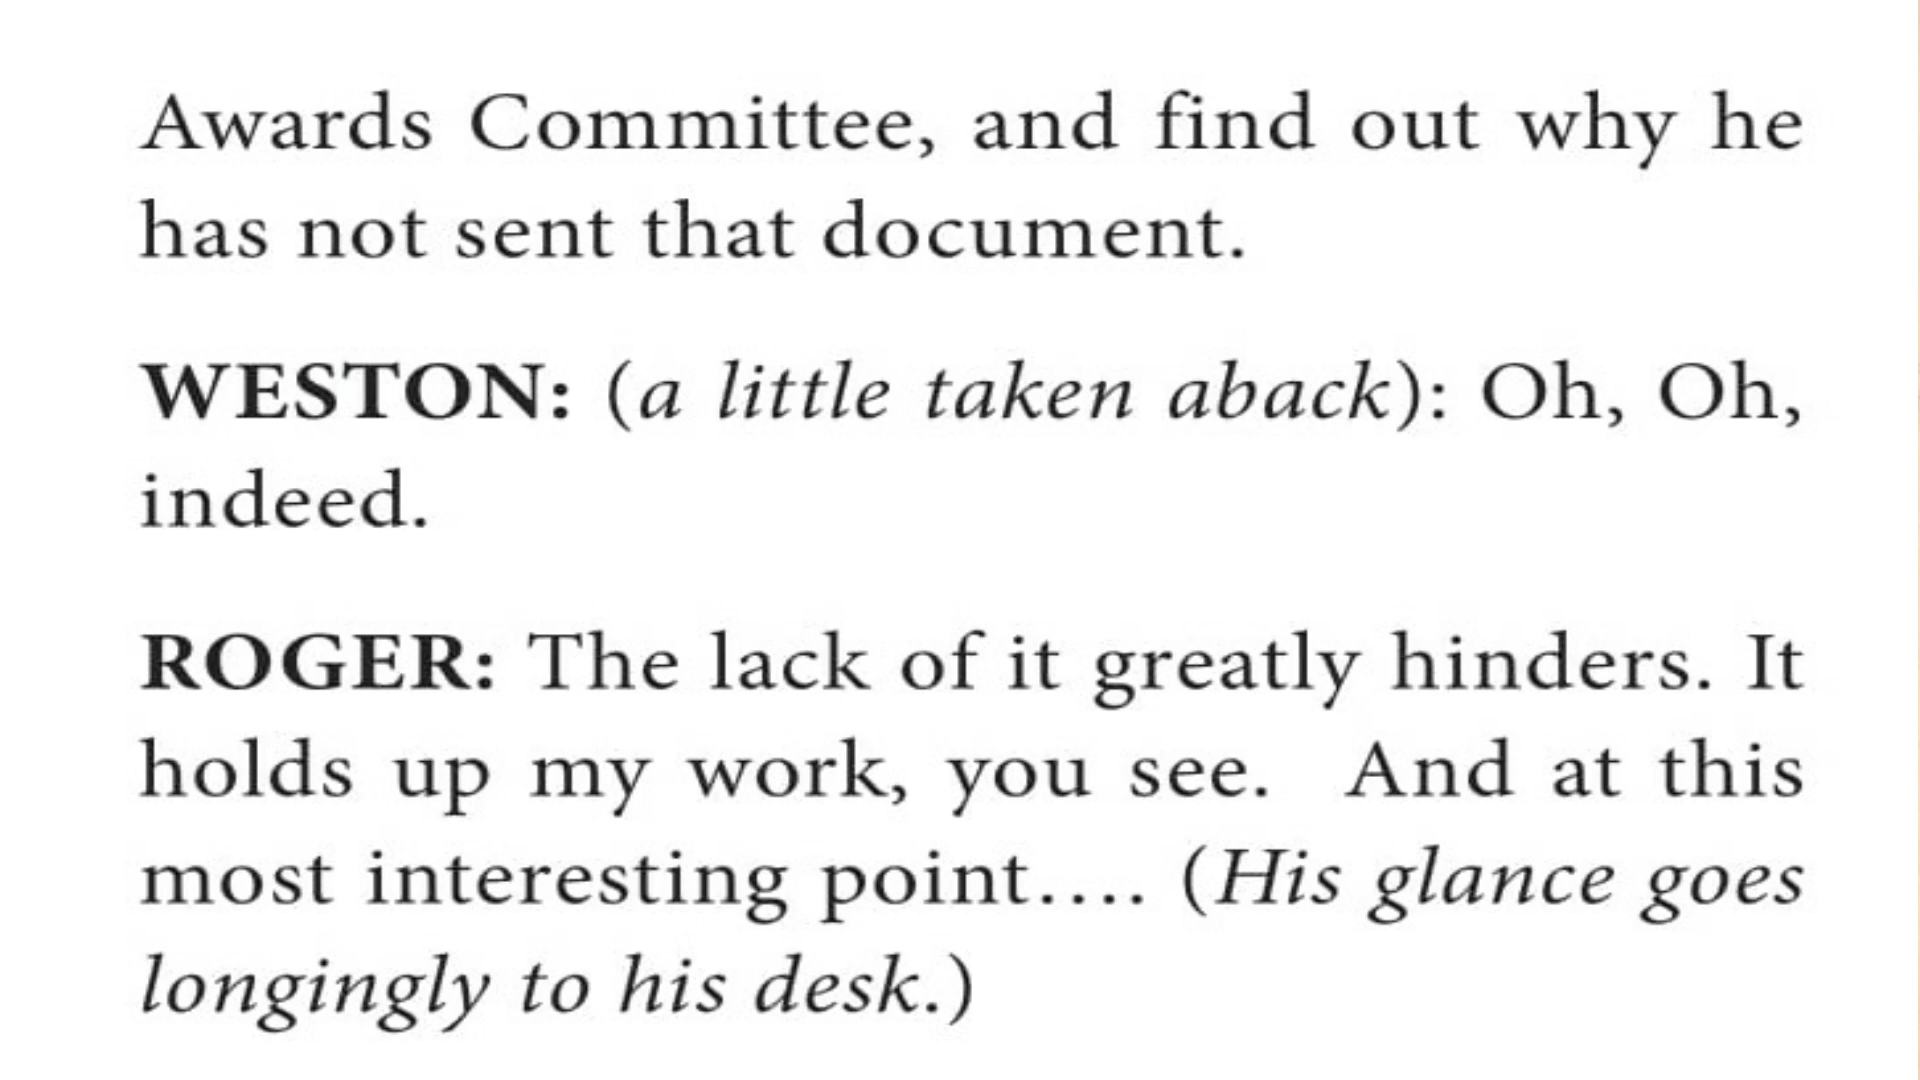 Awards Committee, and find out why he
has not sent that document.
WESTON: (a little taken aback): Oh, Oh,
indeed.
ROGER: The lack of it greatly hinders. It
holds up my work, you see.  And at this
most interesting point.... (His glance goes
longingly to his desk.)